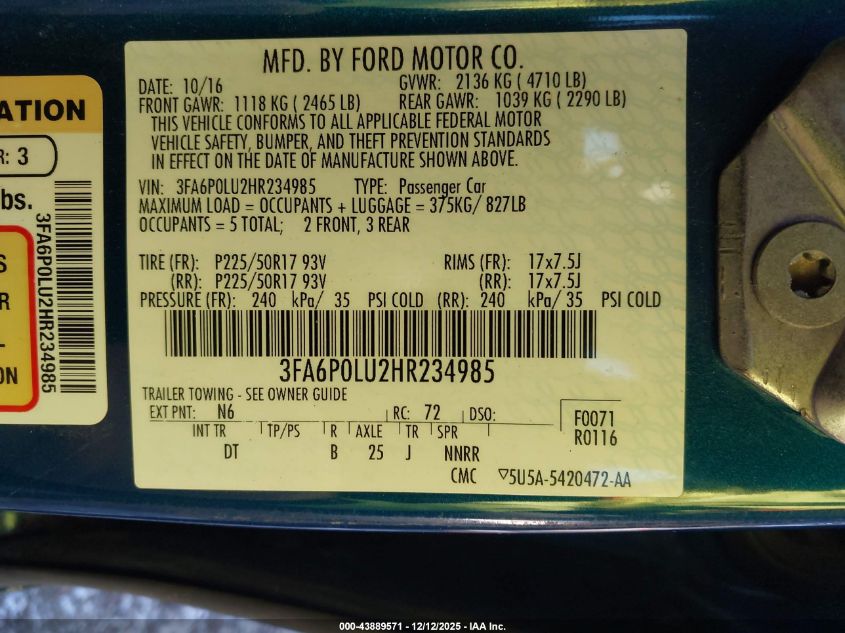 ATION
R: 3
bs.
S
R
L-
ON
3FA6P0LU2HR234985
MFD. BY FORD MOTOR CO.
DATE: 10/16 GVWR: 2136 KG ( 4710 LB)
FRONT GAWR: 1118 KG ( 2465 LB) REAR GAWR: 1039 KG ( 2290 LB)
THIS VEHICLE CONFORMS TO ALL APPLICABLE FEDERAL MOTOR
VEHICLE SAFETY, BUMPER, AND THEFT PREVENTION STANDARDS
IN EFFECT ON THE DATE OF MANUFACTURE SHOWN ABOVE.
VIN: 3FA6P0LU2HR234985 TYPE: Passenger Car
MAXIMUM LOAD = OCCUPANTS + LUGGAGE = 375KG/ 827LB
OCCUPANTS = 5 TOTAL; 2 FRONT, 3 REAR
TIRE (FR): P225/50R17 93V RIMS (FR): 17x7.5J
(RR): P225/50R17 93V (RR): 17x7.5J
PRESSURE (FR): 240 kPa/ 35 PSI COLD (RR): 240 kPa/ 35 PSI COLD
3FA6P0LU2HR234985
TRAILER TOWING - SEE OWNER GUIDE
EXT PNT: N6 RC: 72 DSO: F0071
R0116
INT TR TP/PS R AXLE TR SPR
DT B 25 J NNRR
CMC ▽5U5A-5420472-AA
000-43889571 - 12/12/2025 - IAA Inc.